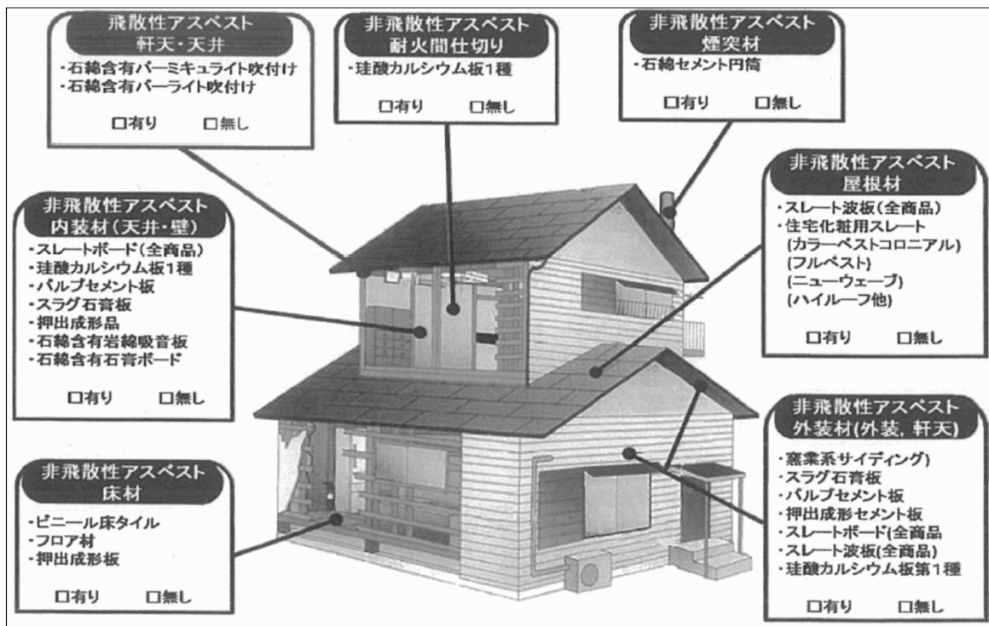 飛散性アスベスト
軒天・天井
・石綿含有バーミキュライト吹付け
・石綿含有パーライト吹付け
□有り □無し
非飛散性アスベスト
耐火間仕切り
・珪酸カルシウム板1種
□有り □無し
非飛散性アスベスト
煙突材
・石綿セメント円筒
□有り □無し
非飛散性アスベスト
内装材(天井・壁)
・スレートボード(全商品)
・珪酸カルシウム板1種
・パルプセメント板
・スラグ石膏板
・押出成形品
・石綿含有岩綿吸音板
・石綿含有石膏ボード
□有り □無し
非飛散性アスベスト
屋根材
・スレート波板(全商品)
・住宅化粧用スレート
(カラーベストコロニアル)
(フルベスト)
(ニューウェーブ)
(ハイルーフ他)
□有り □無し
非飛散性アスベスト
床材
・ビニール床タイル
・フロア材
・押出成形板
□有り □無し
非飛散性アスベスト
外装材(外装,軒天)
・窯業系サイディング)
・スラグ石膏板
・パルプセメント板
・押出成形セメント板
・スレートボード(全商品
・スレート波板(全商品)
・珪酸カルシウム板第1種
□有り □無し